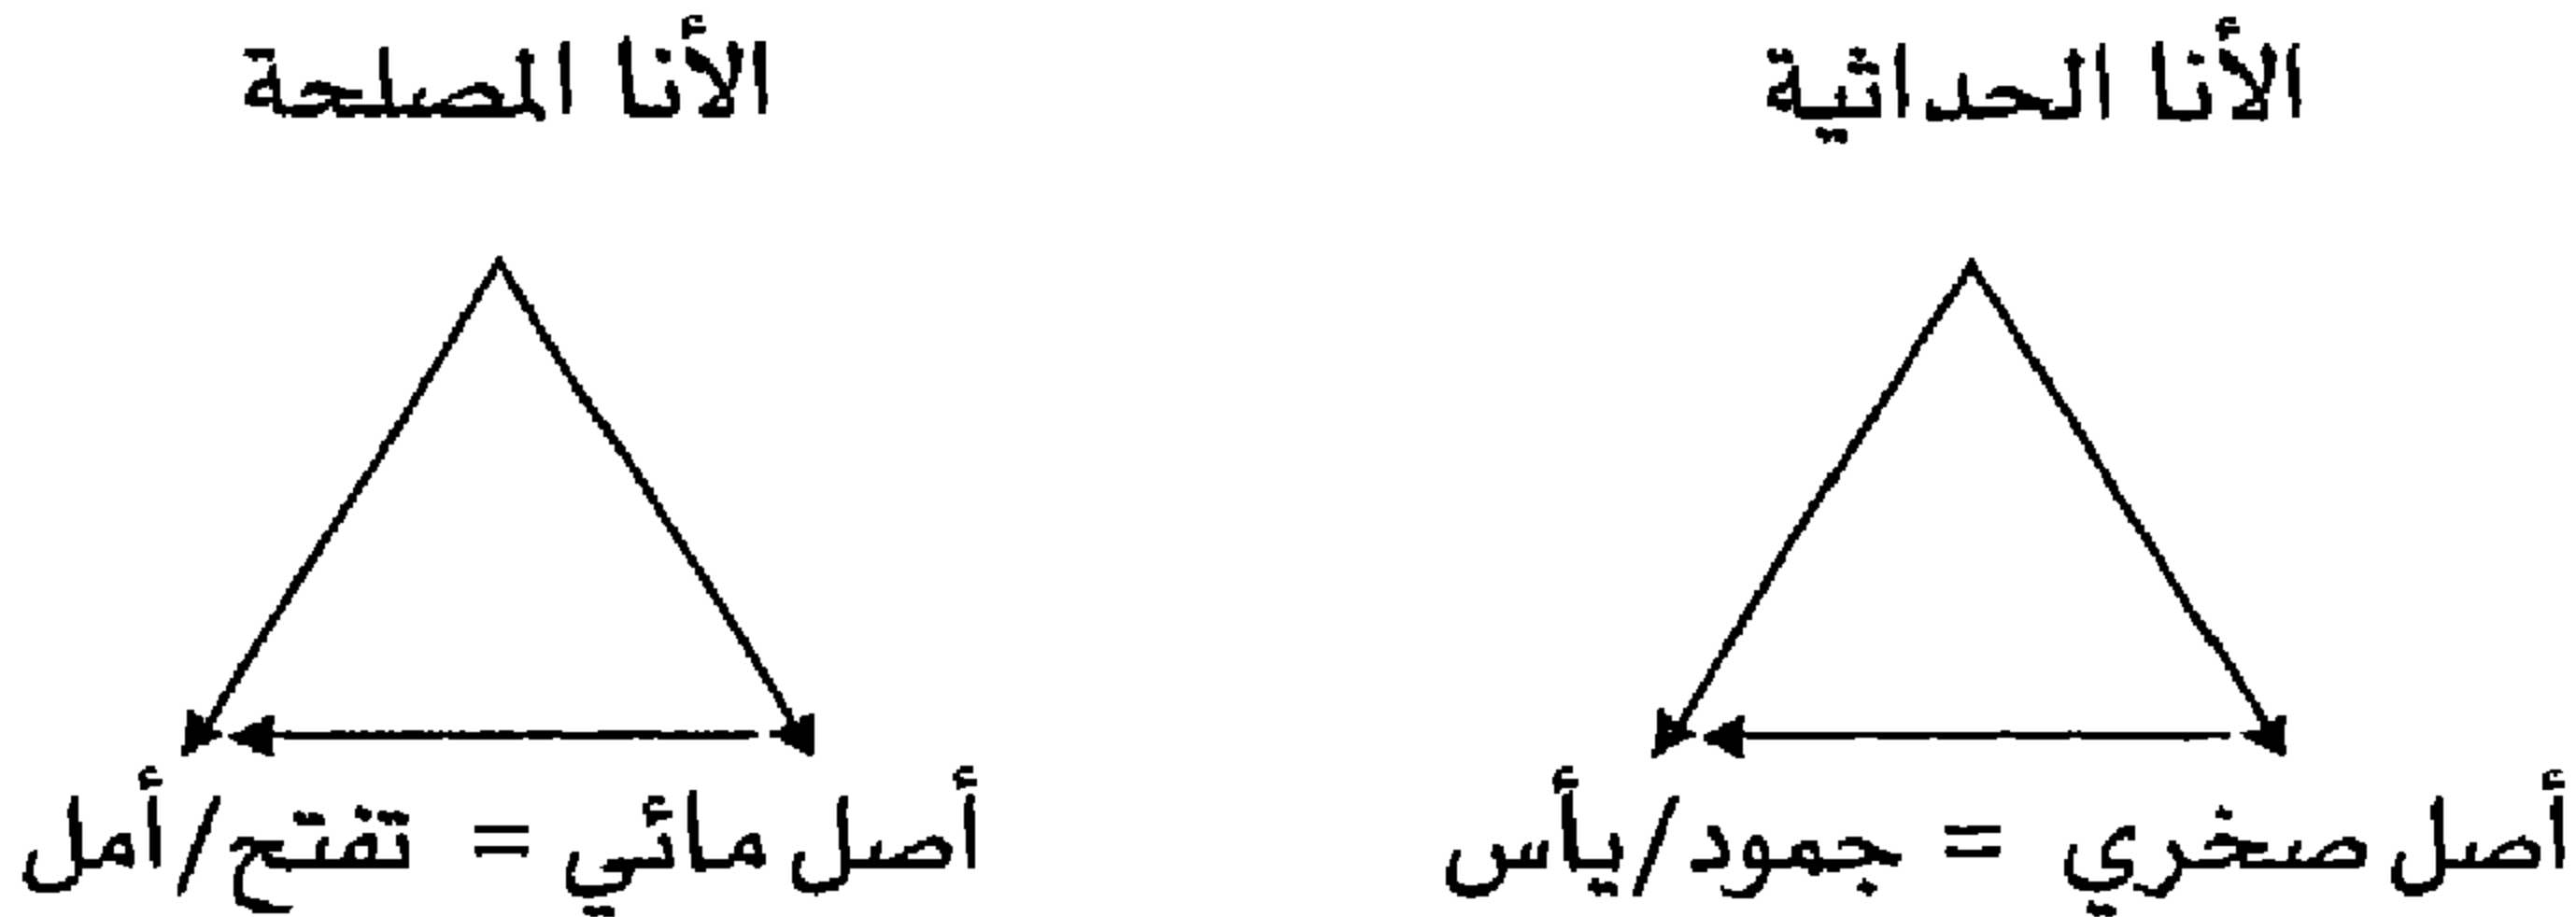 الأنا الحداثية
الأنا المصلحة
أصل صخري = جمود/يأس
أصل مائي = تفتح/أمل